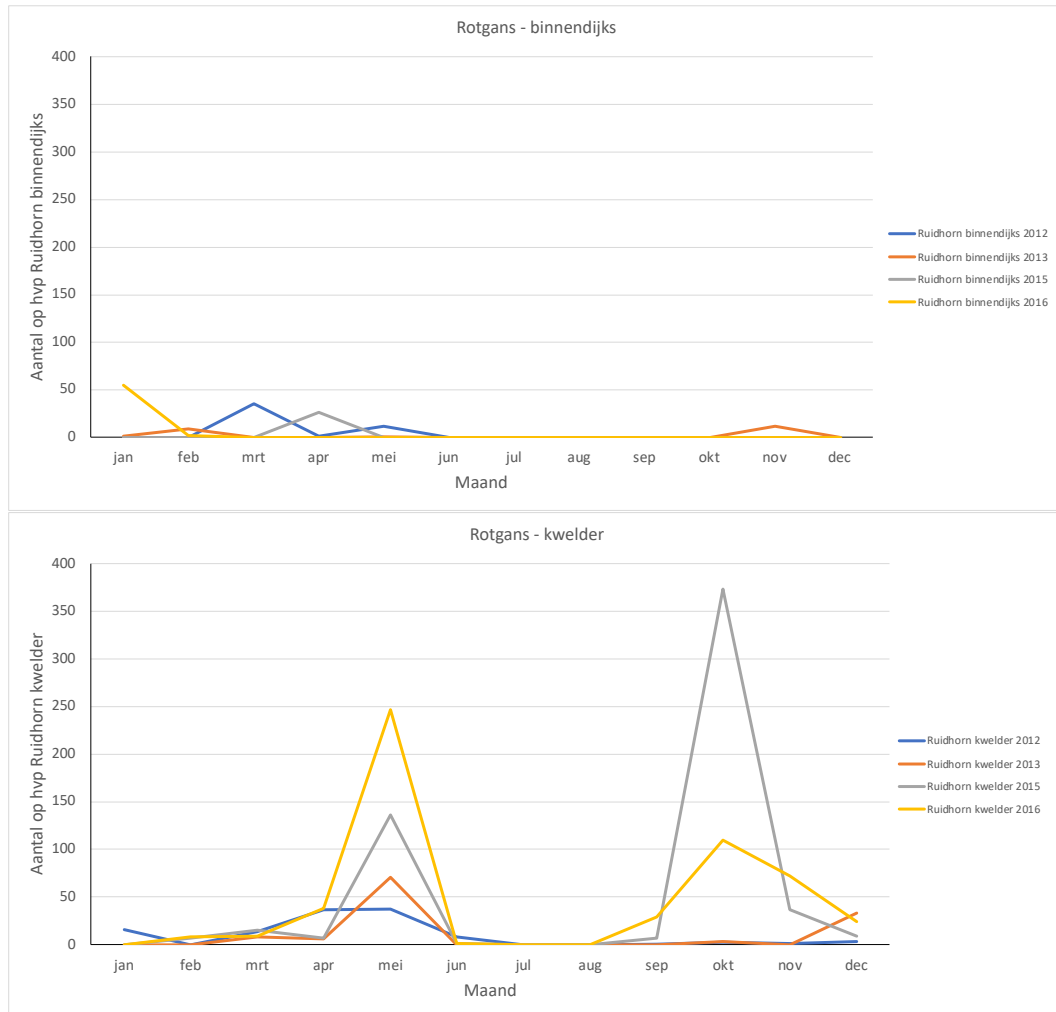 Rotgans - binnendijks
Aantal op hvp Ruidhorn binnendijks
400
350
300
250
200
150
100
50
0
jan feb mrt apr mei jun jul aug sep okt nov dec
Maand
Ruidhorn binnendijks 2012
Ruidhorn binnendijks 2013
Ruidhorn binnendijks 2015
Ruidhorn binnendijks 2016
Rotgans - kwelder
Aantal op hvp Ruidhorn kwelder
400
350
300
250
200
150
100
50
0
jan feb mrt apr mei jun jul aug sep okt nov dec
Maand
Ruidhorn kwelder 2012
Ruidhorn kwelder 2013
Ruidhorn kwelder 2015
Ruidhorn kwelder 2016